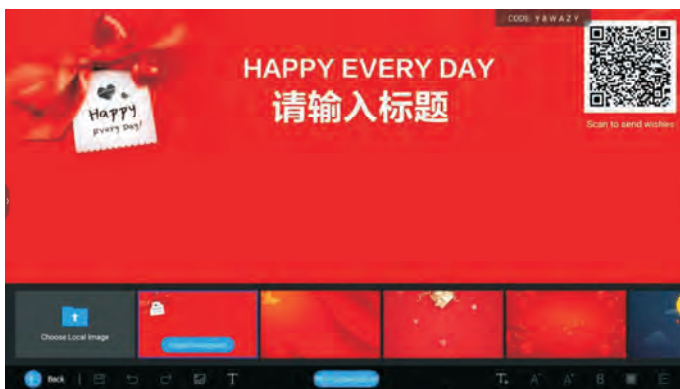 CODE: Y8WAZY
HAPPY EVERY DAY
请输入标题
Happy
every Day!
Scan to send wishes
Choose Local Image
Back